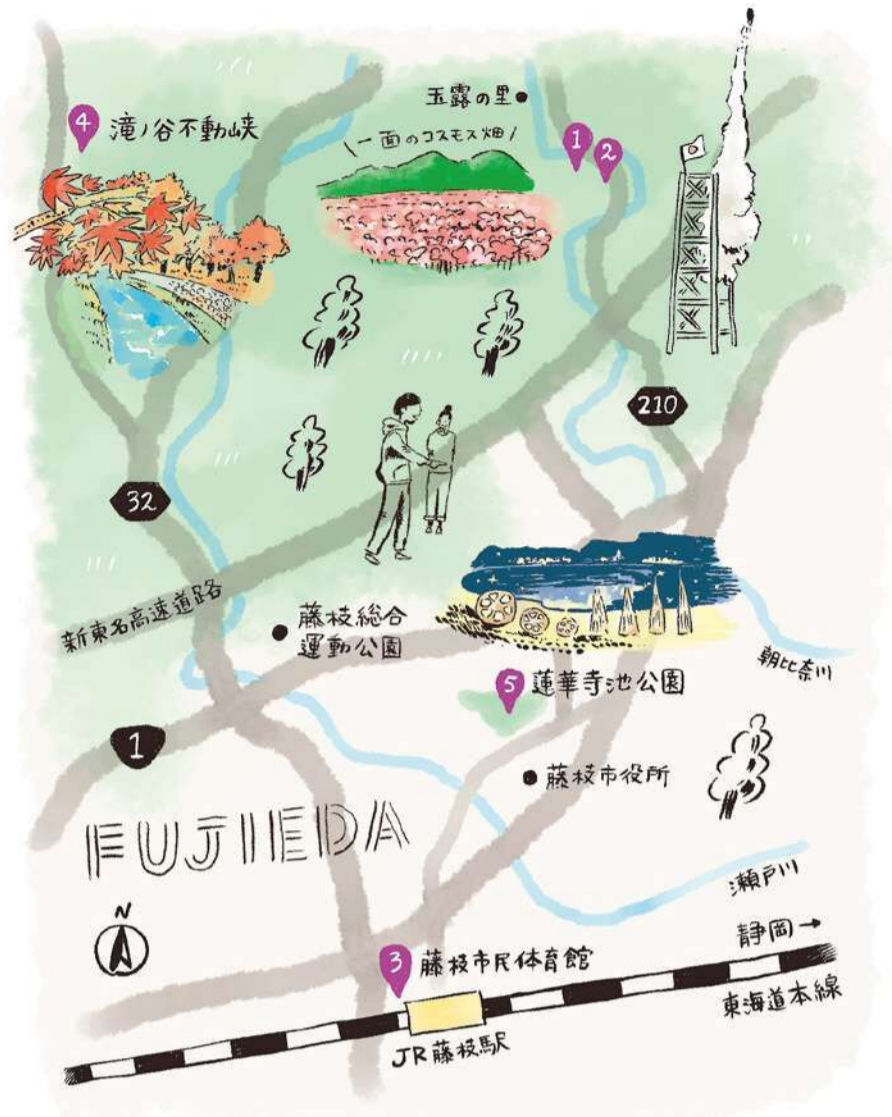 玉露の里
4
滝ノ谷不動峡
一面のコスモス畑
1
2
210
32
新東名高速道路
藤枝総合
運動公園
朝比奈川
5
蓮華寺池公園
1
藤枝市役所
FUJIEDA
瀬戸川
N
静岡→
3
藤枝市民体育館
東海道本線
JR藤枝駅